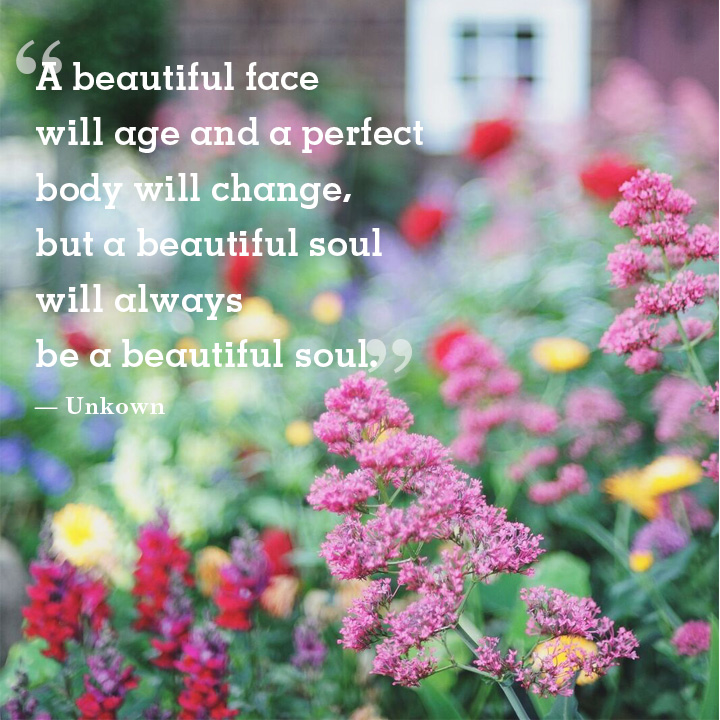 “A beautiful face
will age and a perfect
body will change,
but a beautiful soul
will always
be a beautiful soul.”
— Unkown